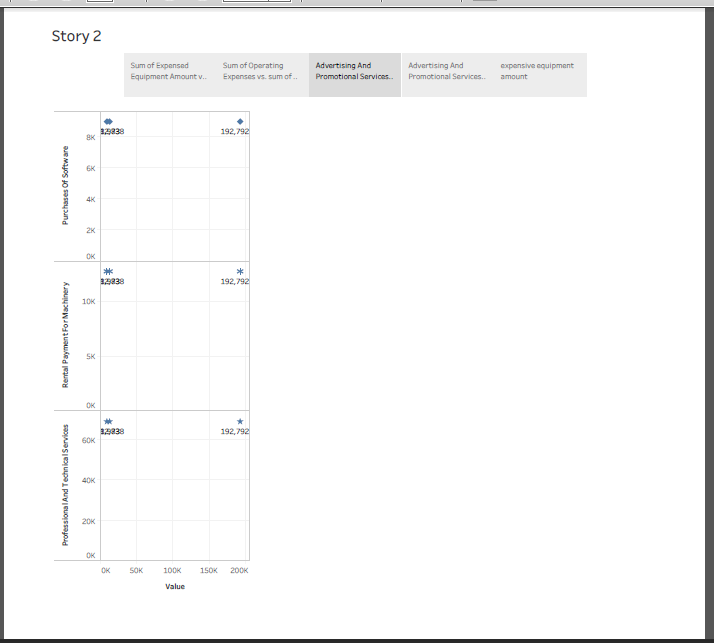 Story 2
Sum of Expensed
Equipment Amount v..
Sum of Operating
Expenses vs. sum of ..
Advertising And
Promotional Services..
Advertising And
Promotional Services..
expensive equipment
amount
Purchases Of Software
8K
6K
4K
2K
0K
192,792
Rental Payment For Machinery
10K
5K
0K
192,792
Professional And Technical Services
60K
40K
20K
0K
192,792
0K 50K 100K 150K 200K
Value